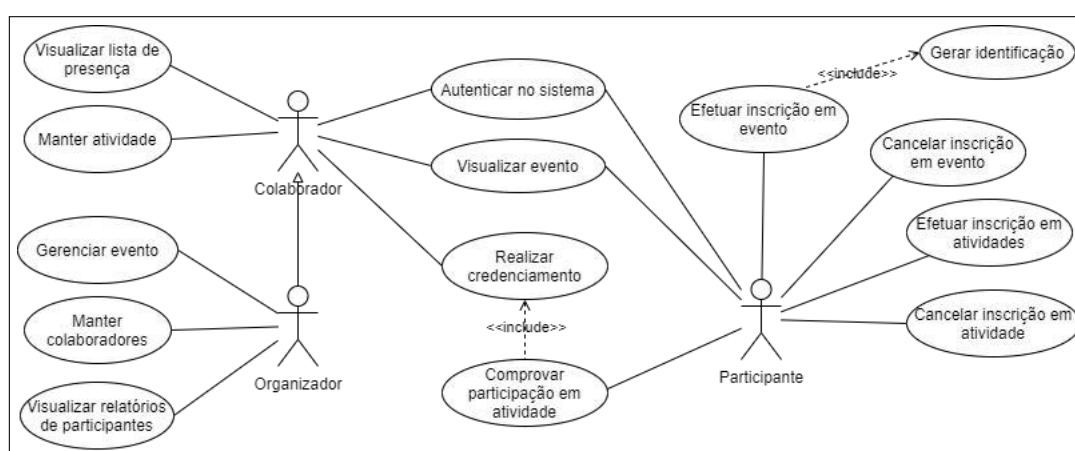 Visualizar lista de
presença
Manter atividade
Colaborador
Gerenciar evento
Manter
colaboradores
Visualizar relatórios
de participantes
Organizador
Autenticar no sistema
Visualizar evento
Realizar
credenciamento
<<include>>
Comprovar
participação em
atividade
Efetuar inscrição em
evento
<<include>>
Gerar identificação
Cancelar inscrição
em evento
Efetuar inscrição em
atividades
Cancelar inscrição em
atividade
Participante